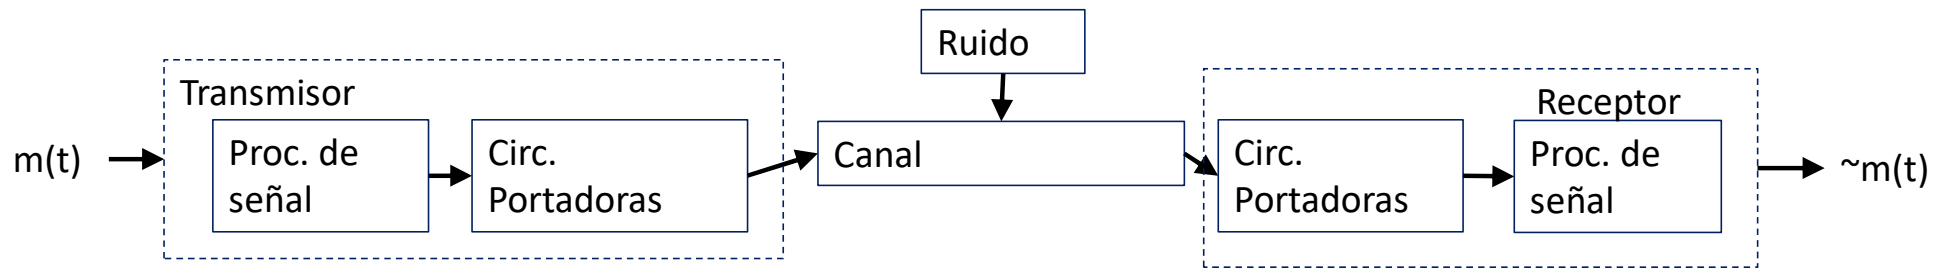 Ruido
Transmisor
Receptor
m(t)
Proc. de
señal
Circ.
Portadoras
Canal
Circ.
Portadoras
Proc. de
señal
~m(t)